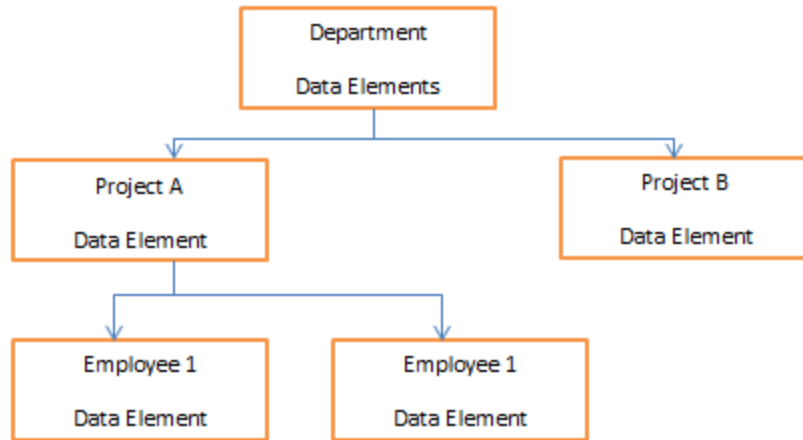 Department
Data Elements
Project A
Data Element
Project B
Data Element
Employee 1
Data Element
Employee 1
Data Element